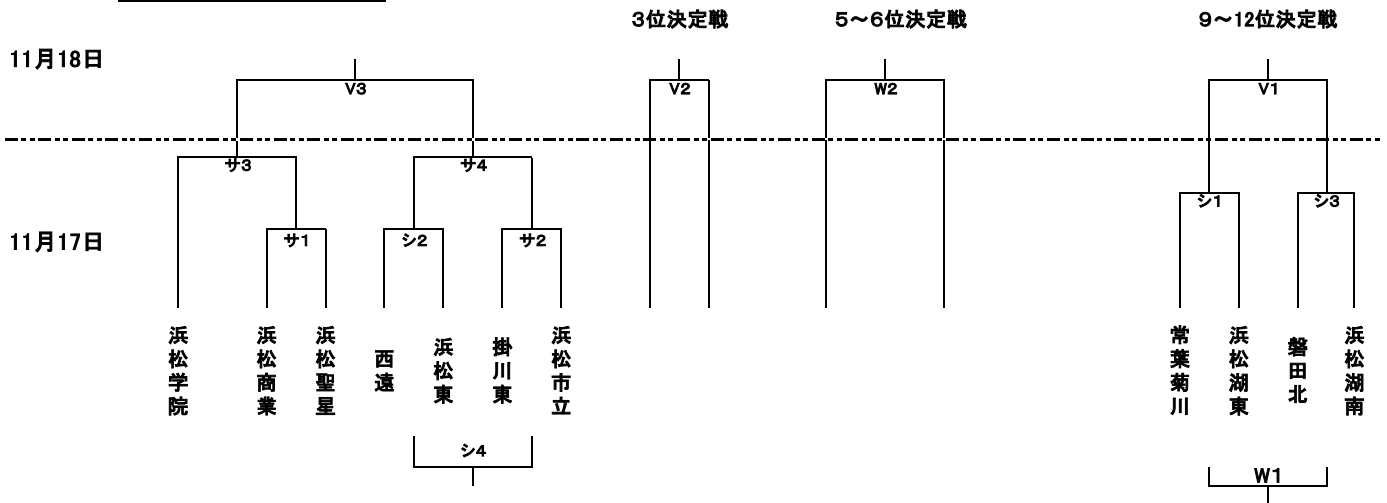 3位決定戦
5～6位決定戦
9～12位決定戦
11月18日
V3
V2
W2
V1
サ3
サ4
シ1
シ3
11月17日
サ1
シ2
サ2
浜松学院
浜松商業
浜松聖星
西遠
浜松東
掛川東
浜松市立
常葉菊川
浜松湖東
磐田北
浜松湖南
シ4
W1